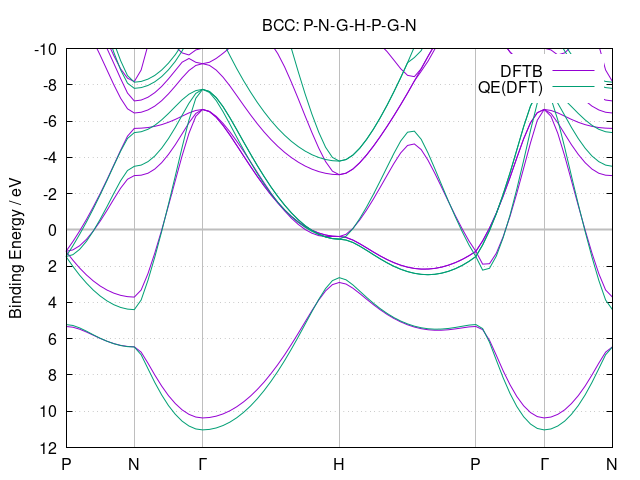 BCC: P-N-G-H-P-G-N
DFTB
QE(DFT)
Binding Energy / eV
-10
-8
-6
-4
-2
0
2
4
6
8
10
12
P N Γ H P Γ N